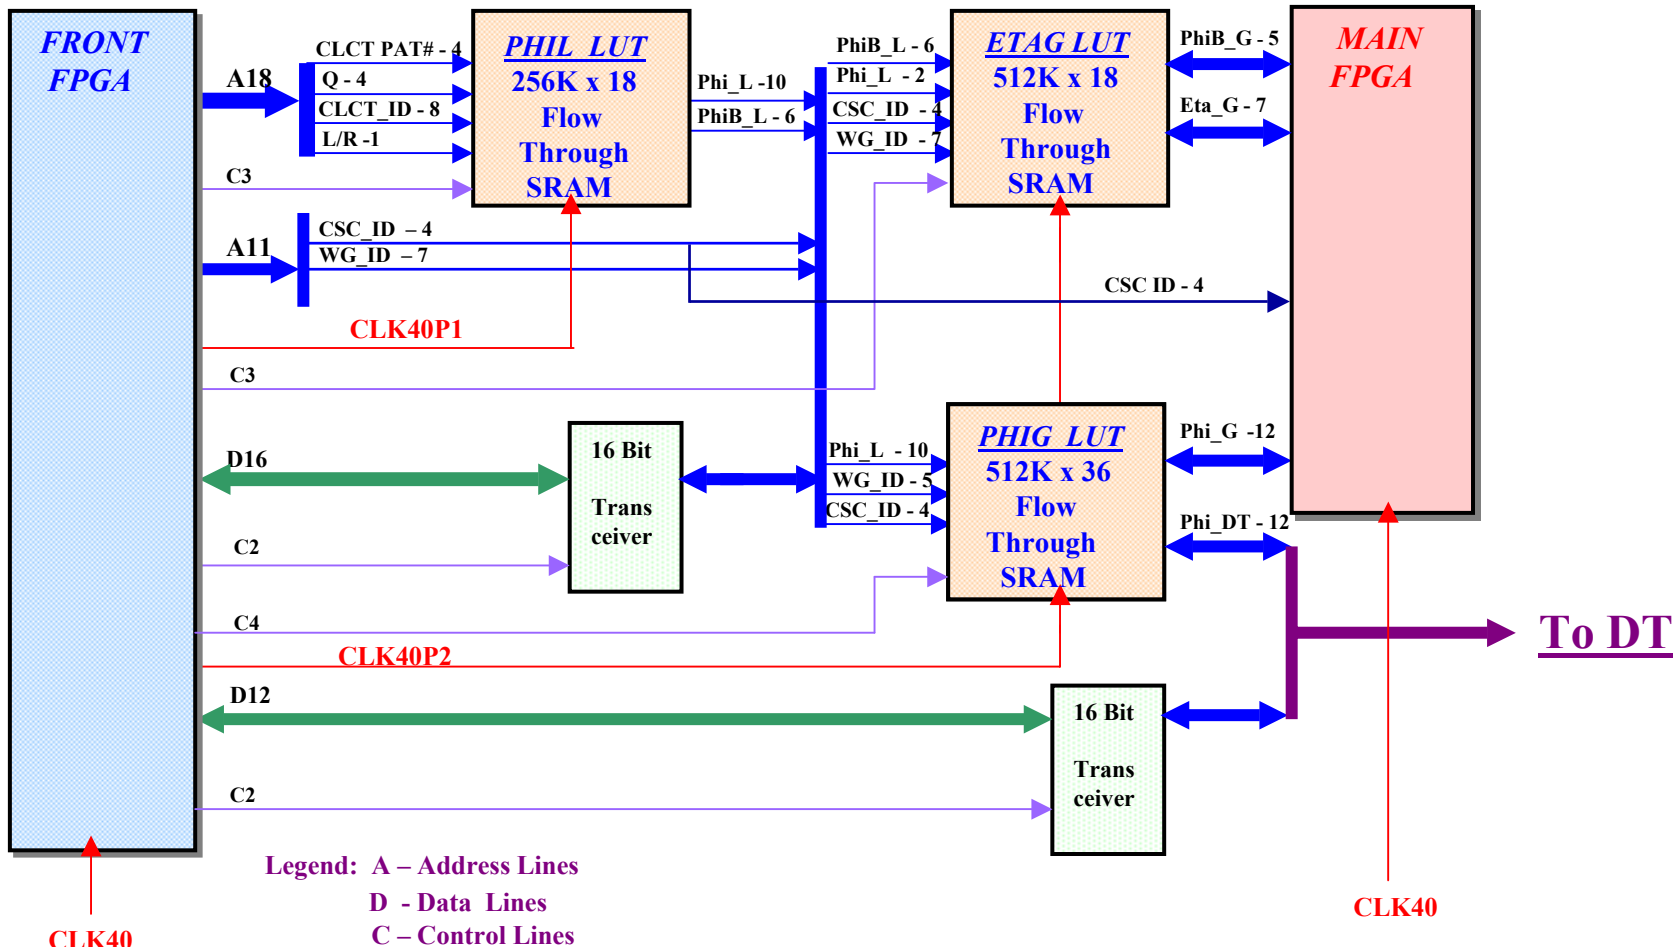 FRONT
FPGA
A18
CLCT PAT# - 4
Q - 4
CLCT_ID - 8
L/R -1
C3
PHIL LUT
256K x 18
Flow
Through
SRAM
Phi_L -10
PhiB_L - 6
PhiB_L - 6
Phi_L - 2
CSC_ID - 4
WG_ID - 7
ETAG LUT
512K x 18
Flow
Through
SRAM
PhiB_G - 5
Eta_G - 7
MAIN
FPGA
A11
CSC_ID – 4
WG_ID – 7
CSC ID - 4
CLK40P1
C3
D16
16 Bit
Trans
ceiver
C2
Phi_L - 10
WG_ID - 5
CSC_ID - 4
PHIG LUT
512K x 36
Flow
Through
SRAM
Phi_G -12
Phi_DT - 12
C4
To DT
CLK40P2
D12
16 Bit
Trans
ceiver
C2
Legend: A – Address Lines
D - Data Lines
C – Control Lines
CLK40
CLK40